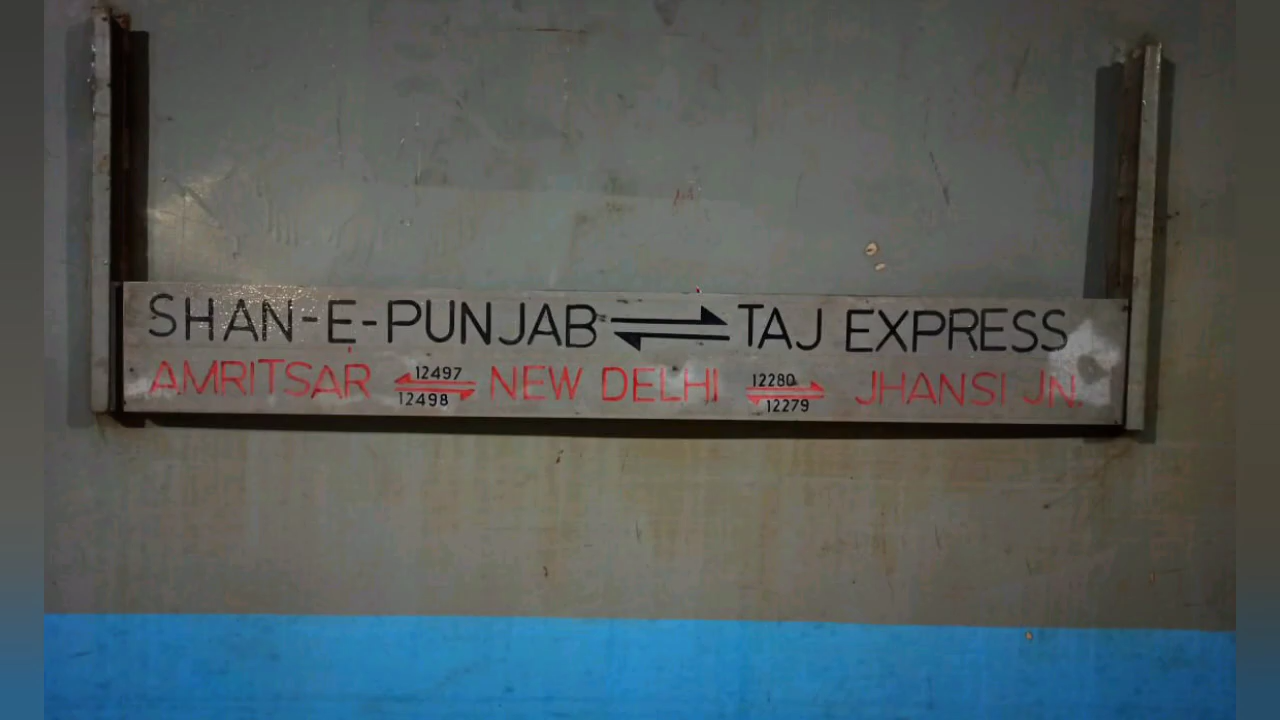 SHAN-E-PUNJAB ⇌ TAJ EXPRESS
AMRITSAR 12497 12498 NEW DELHI 12280 12279 JHANSI JN.